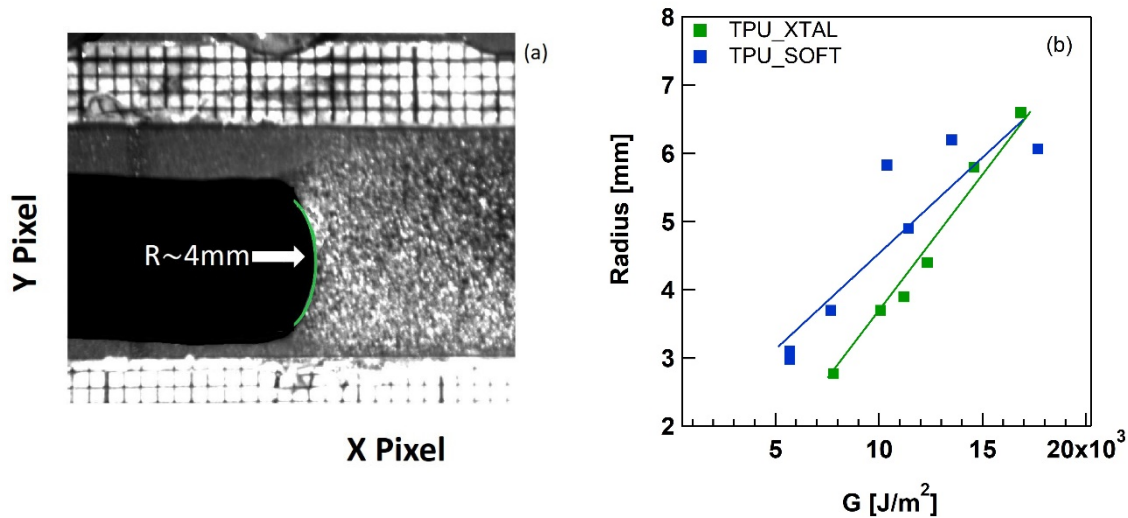 (a)
R~4mm
Y Pixel
X Pixel
(b)
TPU_XTAL
TPU_SOFT
8
7
6
5
4
3
2
Radius [mm]
5
10
15
20x10³
G [J/m²]